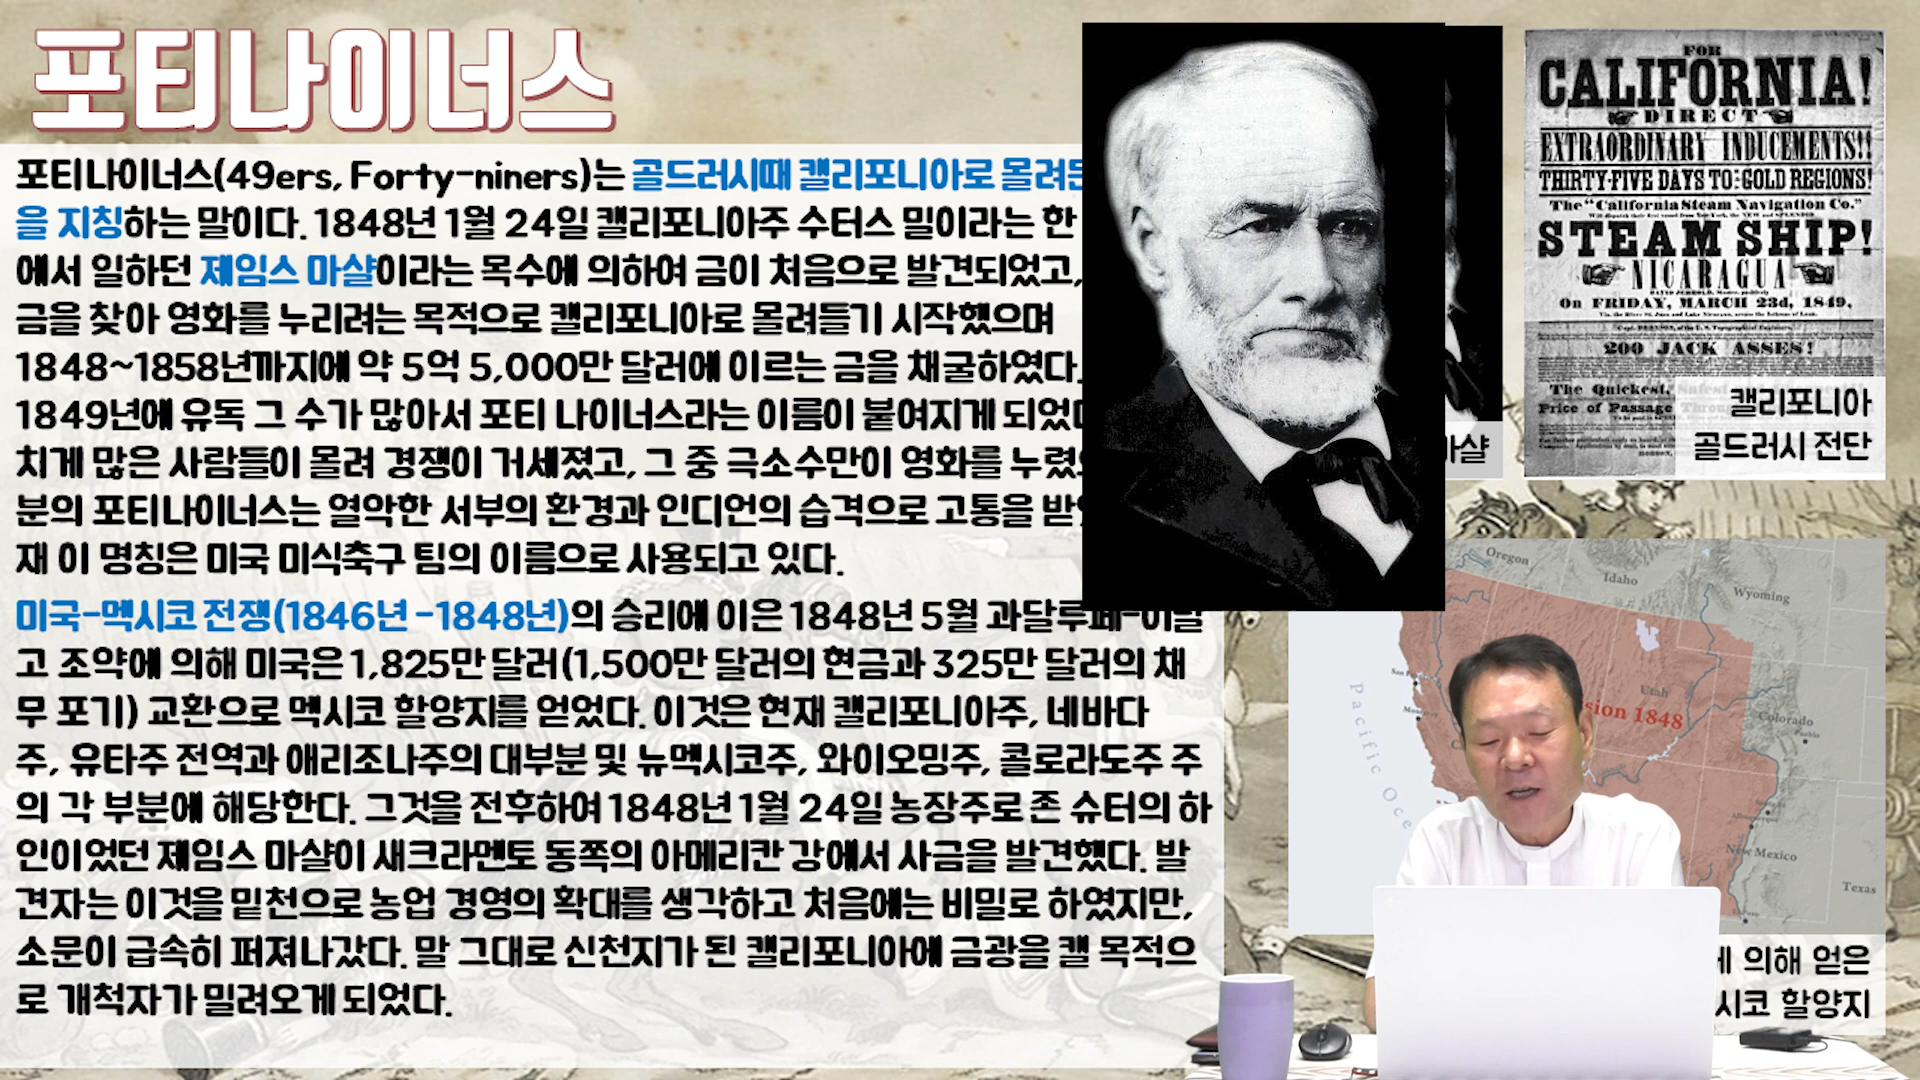 포티나이너스
포티나이너스(49ers, Forty-niners)는 골드러시때 캘리포니아로 몰려든
을 지칭하는 말이다. 1848년 1월 24일 캘리포니아주 수터스 밀이라는 한
에서 일하던 제임스 마샬이라는 목수에 의하여 금이 처음으로 발견되었고,
금을 찾아 영화를 누리려는 목적으로 캘리포니아로 몰려들기 시작했으며
1848~1858년까지에 약 5억 5,000만 달러에 이르는 금을 채굴하였다.
1849년에 유독 그 수가 많아서 포티 나이너스라는 이름이 붙여지게 되었다
치게 많은 사람들이 몰려 경쟁이 거세졌고, 그 중 극소수만이 영화를 누렸으
분의 포티나이너스는 열악한 서부의 환경과 인디언의 습격으로 고통을 받았
재 이 명칭은 미국 미식축구 팀의 이름으로 사용되고 있다.
미국-멕시코 전쟁(1846년 -1848년)의 승리에 이은 1848년 5월 과달루페-이달
고 조약에 의해 미국은 1,825만 달러(1,500만 달러의 현금과 325만 달러의 채
무 포기) 교환으로 멕시코 할양지를 얻었다. 이것은 현재 캘리포니아주, 네바다
주, 유타주 전역과 애리조나주의 대부분 및 뉴멕시코주, 와이오밍주, 콜로라도주 주
의 각 부분에 해당한다. 그것을 전후하여 1848년 1월 24일 농장주로 존 슈터의 하
인이었던 제임스 마샬이 새크라멘토 동쪽의 아메리칸 강에서 사금을 발견했다. 발
견자는 이것을 밑천으로 농업 경영의 확대를 생각하고 처음에는 비밀로 하였지만,
소문이 급속히 퍼져나갔다. 말 그대로 신천지가 된 캘리포니아에 금광을 캘 목적으
로 개척자가 밀려오게 되었다.
마샬
FOR
CALIFORNIA!
DIRECT
EXTRAORDINARY INDUCEMENTS!!
THIRTY-FIVE DAYS TO GOLD REGIONS!
The "California Steam Navigation Co."
STEAM SHIP!
NICARAGUA
On FRIDAY, MARCH 23d, 1849,
200 JACK ASSES!
The Quickest, Safest
Price of Passage
캘리포니아
골드러시 전단
Oregon
Idaho
Wyoming
Utah
sion 1848
Colorado
Pacific Oce
New Mexico
Texas
에 의해 얻은
시코 할양지